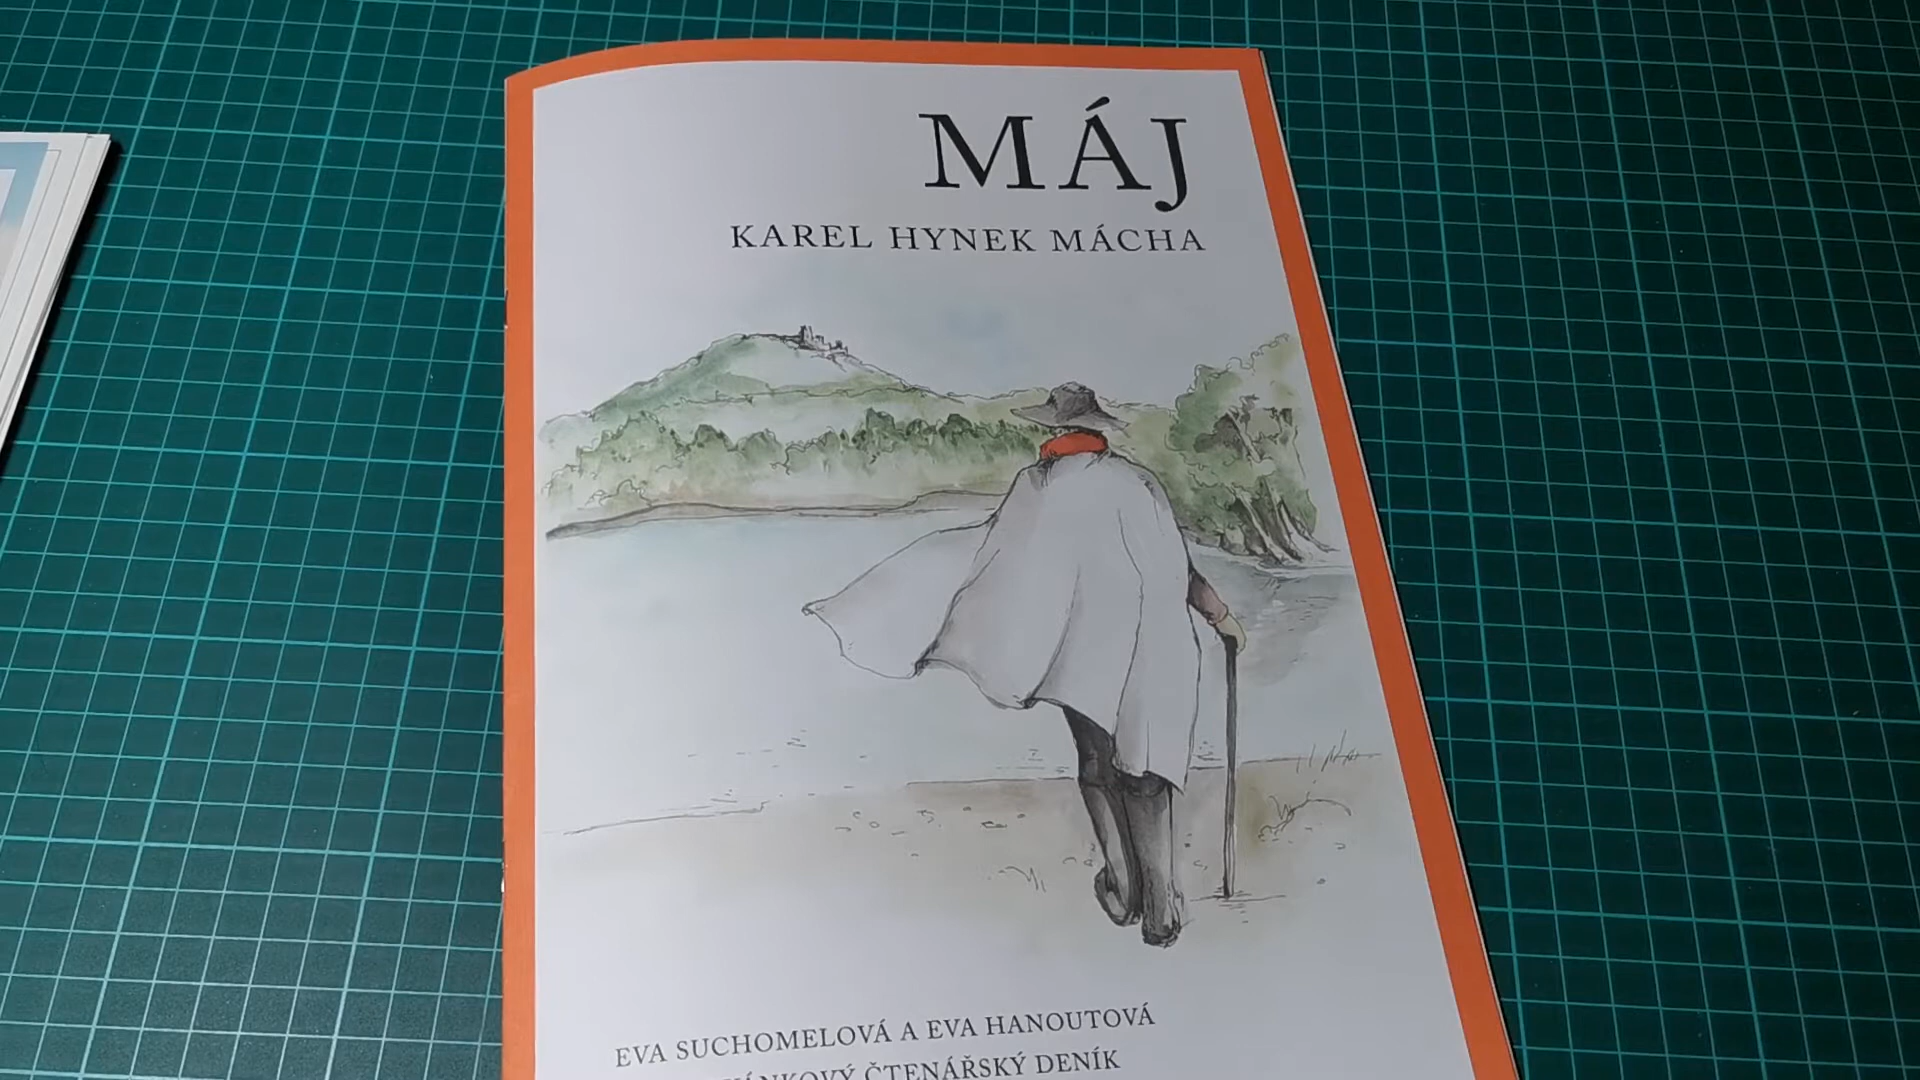 MÁJ
KAREL HYNEK MÁCHA
EVA SUCHOMELOVÁ A EVA HANOUTOVÁ
ČTENÁŘSKÝ DENÍK